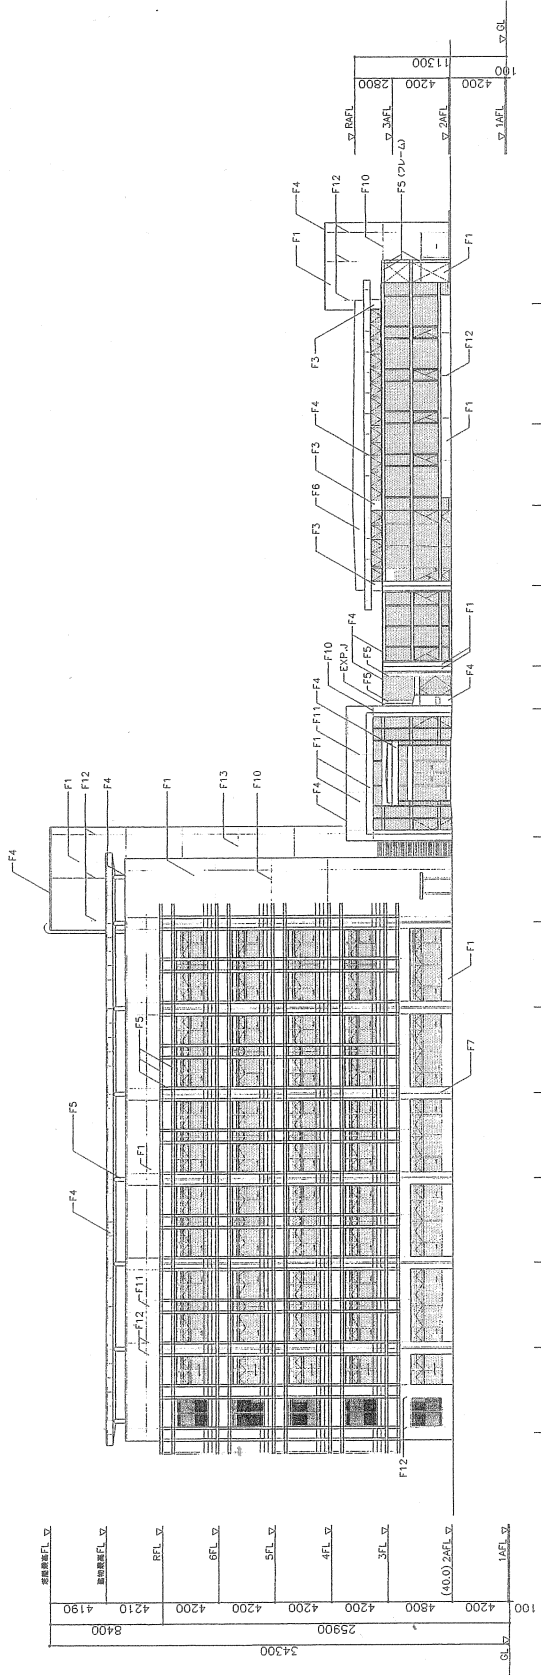 塔屋最高FL
建物最高FL
RFL
6FL
5FL
4FL
3FL
(40.0) 2AFL
1AFL
GL
4190
4210
4200
4200
4200
4200
4800
4200
100
8400
25900
34300
F4
F1
F12
F4
F1
F13
F10
F4
F5
F5
F1
F11
F12
F12
F7
F1
F4
F1
F11
F10
F4
EXP.J
F5
F5
F4
F4
F1
F3
F6
F3
F4
F3
F1
F12
F1
F1
F4
F12
F10
F5 (フレーム)
RAFL
3AFL
2AFL
1AFL
GL
2800
4200
4200
11300
100